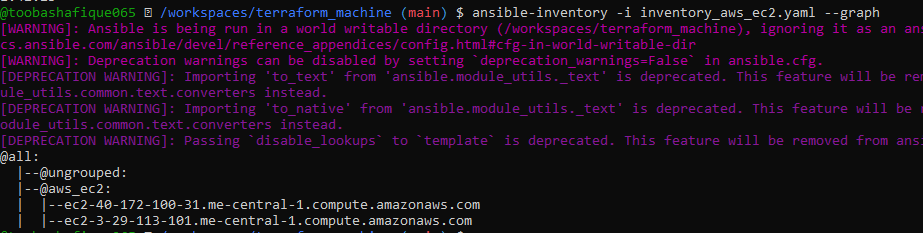 @toobashafique065 /workspaces/terraform_machine (main) $ ansible-inventory -i inventory_aws_ec2.yaml --graph
[WARNING]: Ansible is being run in a world writable directory (/workspaces/terraform_machine), ignoring it as an ans
cs.ansible.com/ansible/devel/reference_appendices/config.html#cfg-in-world-writable-dir
[WARNING]: Deprecation warnings can be disabled by setting `deprecation_warnings=False` in ansible.cfg.
[DEPRECATION WARNING]: Importing 'to_text' from 'ansible.module_utils._text' is deprecated. This feature will be rem
ule_utils.common.text.converters instead.
[DEPRECATION WARNING]: Importing 'to_native' from 'ansible.module_utils._text' is deprecated. This feature will be r
odule_utils.common.text.converters instead.
[DEPRECATION WARNING]: Passing `disable_lookups` to `template` is deprecated. This feature will be removed from ansi
@all:
  |--@ungrouped:
  |--@aws_ec2:
  |  |--ec2-40-172-100-31.me-central-1.compute.amazonaws.com
  |  |--ec2-3-29-113-101.me-central-1.compute.amazonaws.com